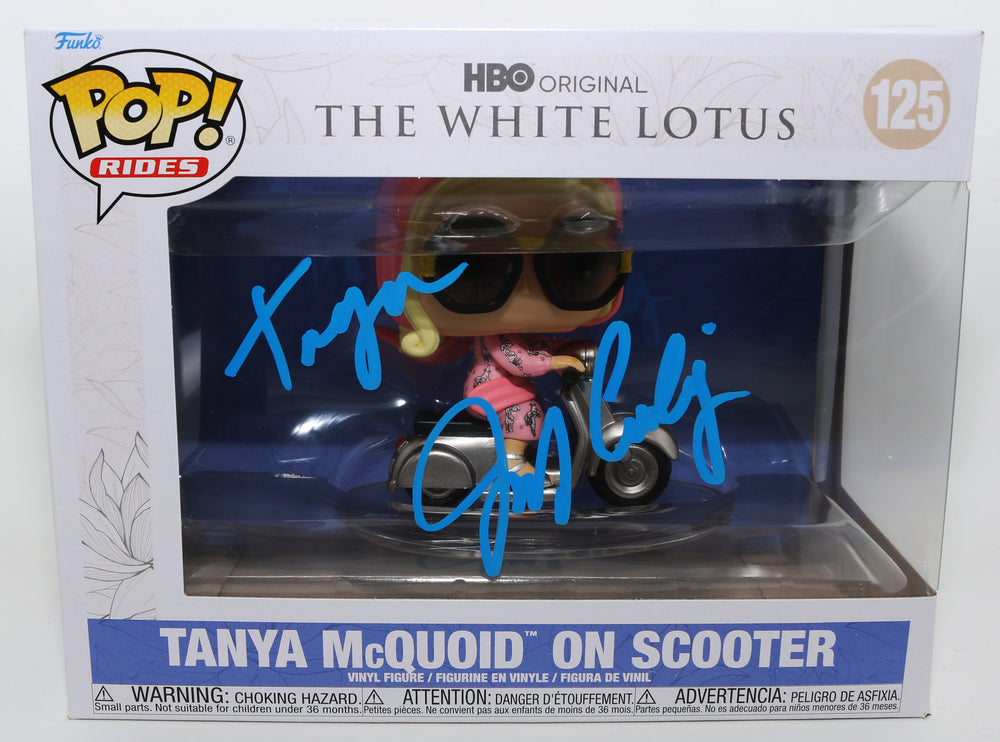 Funko
POP!
RIDES
HBO ORIGINAL
THE WHITE LOTUS
125
Tanya
TANYA McQUOID™ ON SCOOTER
VINYL FIGURE / FIGURINE EN VINYLE / FIGURA DE VINIL
WARNING: CHOKING HAZARD. Small parts. Not suitable for children under 36 months.
ATTENTION: DANGER D'ÉTOUFFEMENT. Petites pièces. Ne convient pas aux enfants de moins de 36 mois.
ADVERTENCIA: PELIGRO DE ASFIXIA. Partes pequeñas. No es adecuado para niños menores de 36 meses.